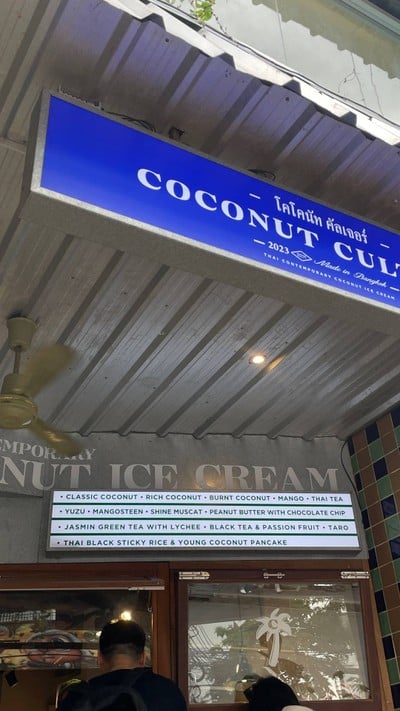 โคโคนัท คัลเจอร์
COCONUT CULT
2023 Made in Bangkok
THAI CONTEMPORARY COCONUT ICE CREAM
EMPORARY
NUT ICE CREAM
• CLASSIC COCONUT • RICH COCONUT • BURNT COCONUT • MANGO • THAI TEA
• YUZU • MANGOSTEEN • SHINE MUSCAT • PEANUT BUTTER WITH CHOCOLATE CHIP
• JASMIN GREEN TEA WITH LYCHEE • BLACK TEA & PASSION FRUIT • TARO
• THAI BLACK STICKY RICE & YOUNG COCONUT PANCAKE